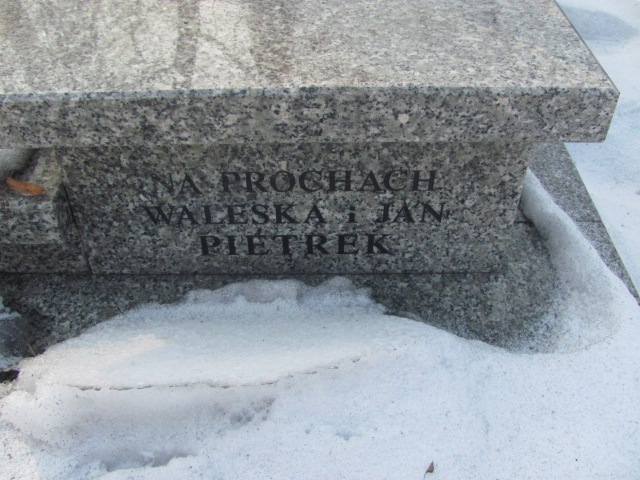 NA PROCHACH
WALESKA i JAN
PIETREK